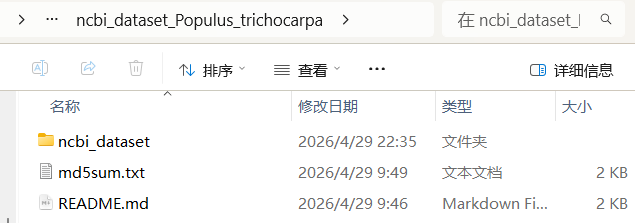 ncbi_dataset_Populus_trichocarpa
在 ncbi_dataset_I
排序
查看
详细信息
名称 修改日期 类型 大小
ncbi_dataset 2026/4/29 22:35 文件夹
md5sum.txt 2026/4/29 9:49 文本文档 2 KB
README.md 2026/4/29 9:46 Markdown Fi... 2 KB